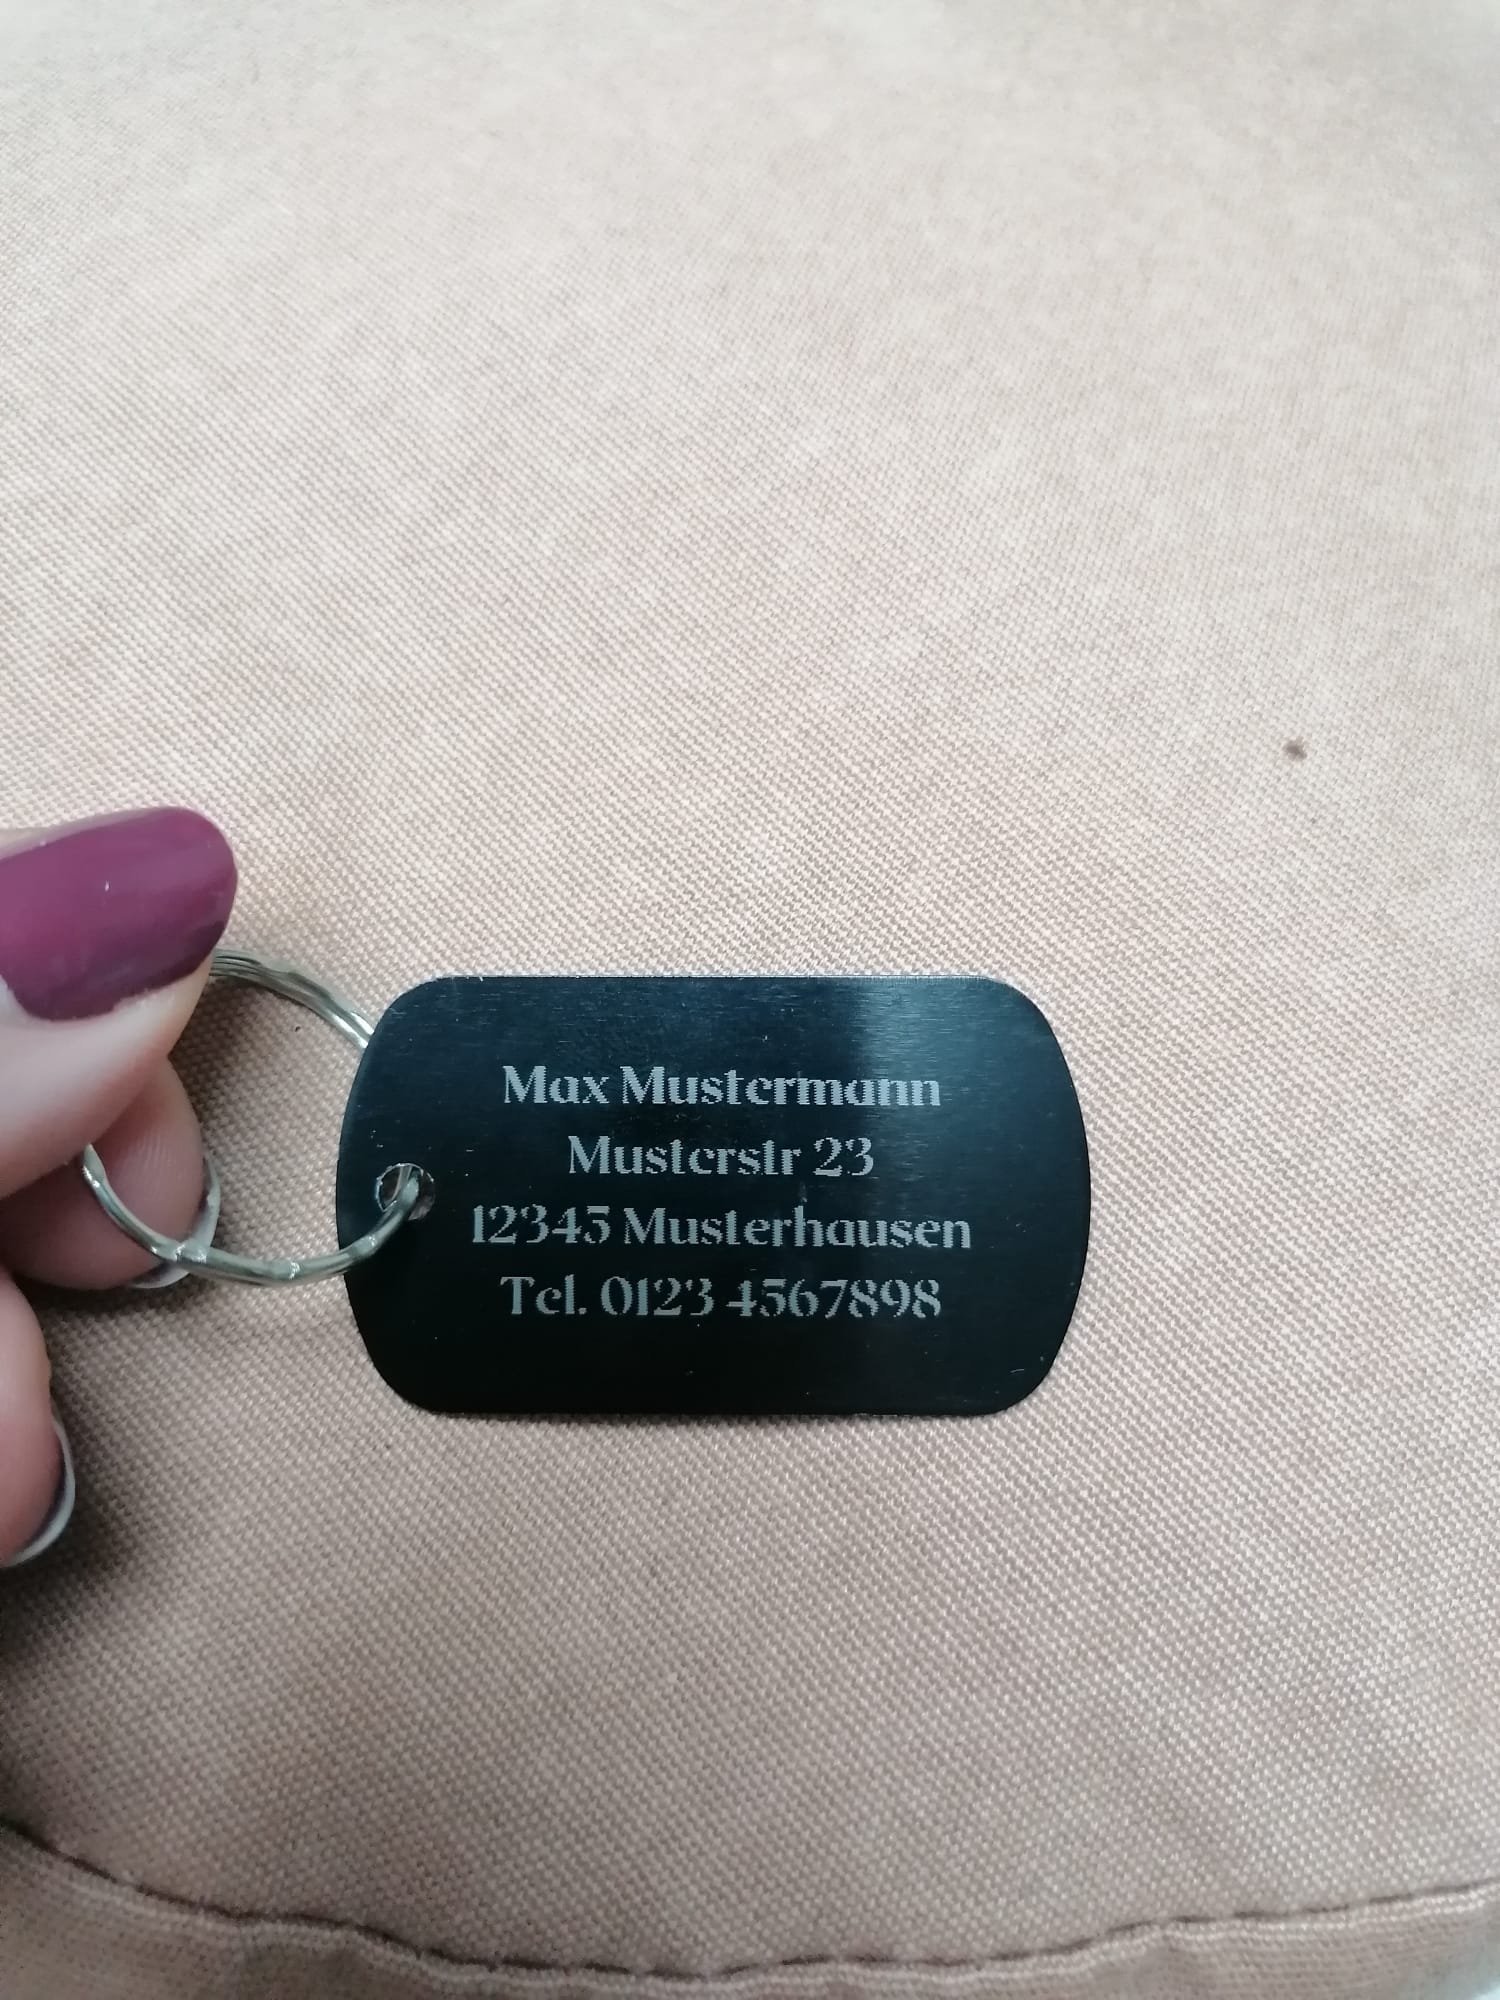 Max Mustermann
Musterstr 23
12345 Musterhausen
Tel. 0123 4567898